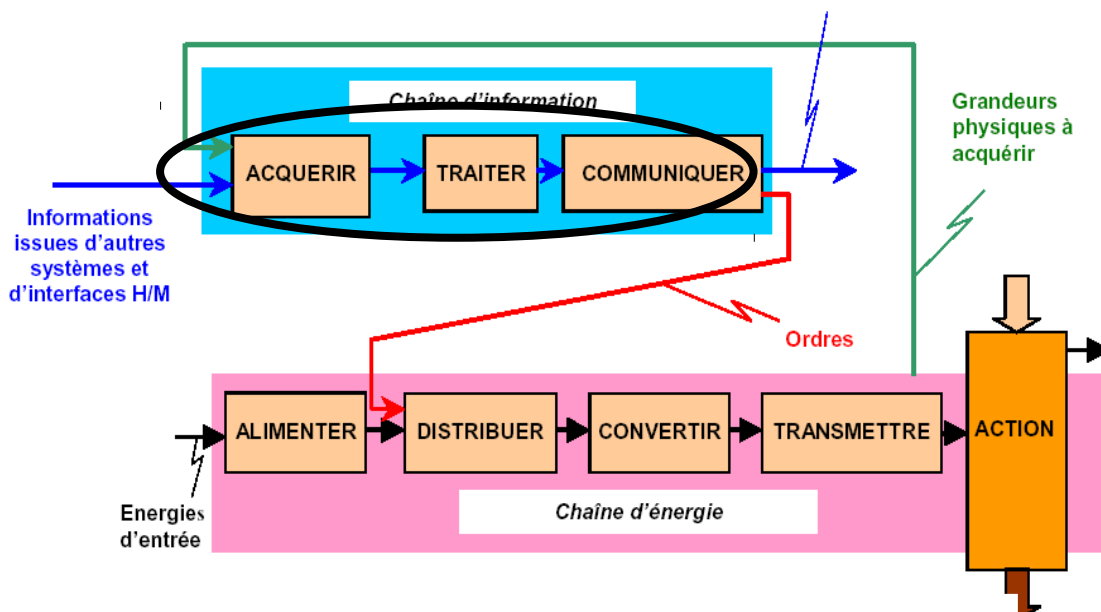 Chaîne d'information
Grandeurs
physiques à
acquérir
ACQUERIR
TRAITER
COMMUNIQUER
Informations
issues d'autres
systèmes et
d'interfaces H/M
Ordres
ALIMENTER
DISTRIBUER
CONVERTIR
TRANSMETTRE
ACTION
Energies
d'entrée
Chaîne d'énergie